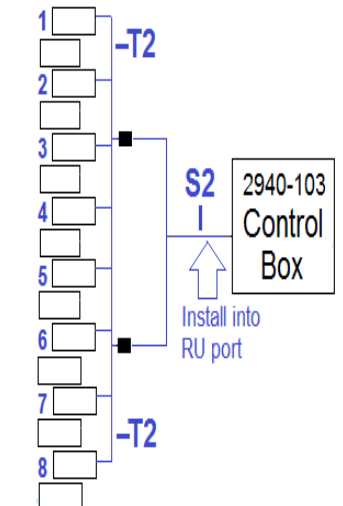 1
–T2
2
3
S2
2940-103
Control
Box
4
5
Install into
RU port
6
7
–T2
8